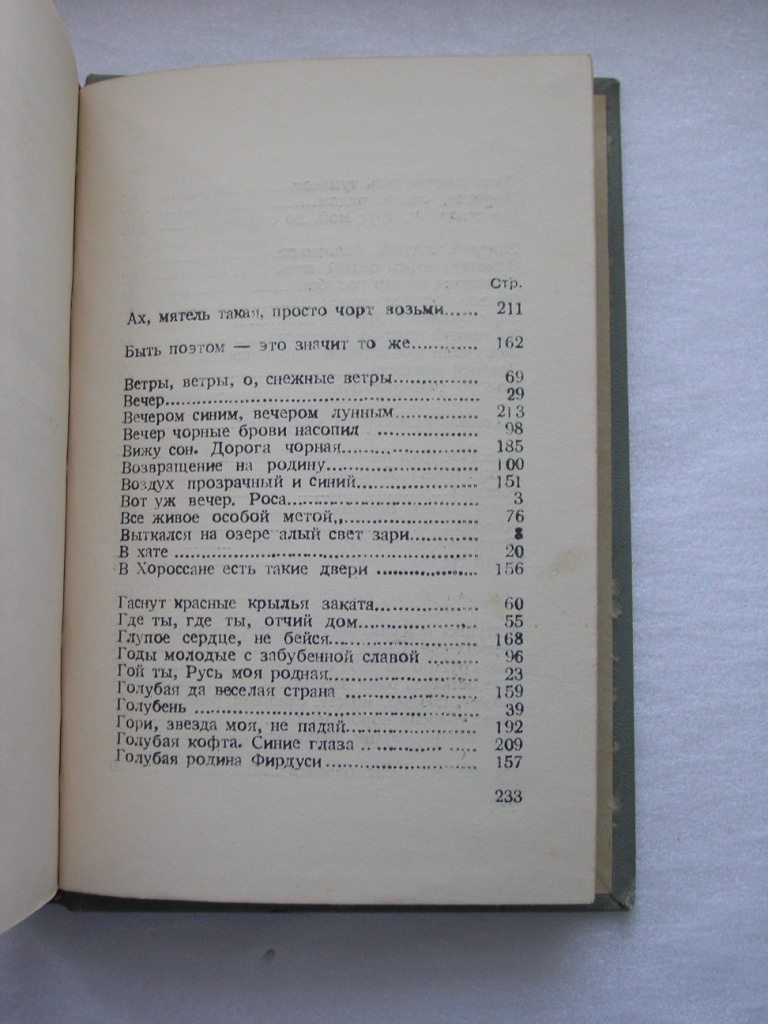 Стр.
Ах, мятель такая, просто чорт возьми...... 211
Быть поэтом — это значит то же............ 162
Ветры, ветры, о, снежные ветры.............. 69
Вечер.................................................. 29
Вечером синим, вечером лунным.............. 213
Вечер чорные брови насопил .................. 98
Вижу сон. Дорога чорная...................... 185
Возвращение на родину........................ 100
Воздух прозрачный и синий.................... 151
Вот уж вечер. Роса.............................. 3
Все живое особой метой,....................... 76
Выткался на озере алый свет зари............ 8
В хате ................................................ 20
В Хороссане есть такие двери ................ 156
Гаснут красные крылья заката................ 60
Где ты, где ты, отчий дом.................... 55
Глупое сердце, не бейся........................ 168
Годы молодые с забубенной славой ........ 96
Гой ты, Русь моя родная...................... 23
Голубая да веселая страна .................... 159
Голубень ............................................ 39
Гори, звезда моя, не падай.................... 192
Голубая кофта. Синие глаза .................. 209
Голубая родина Фирдуси...................... 157
233